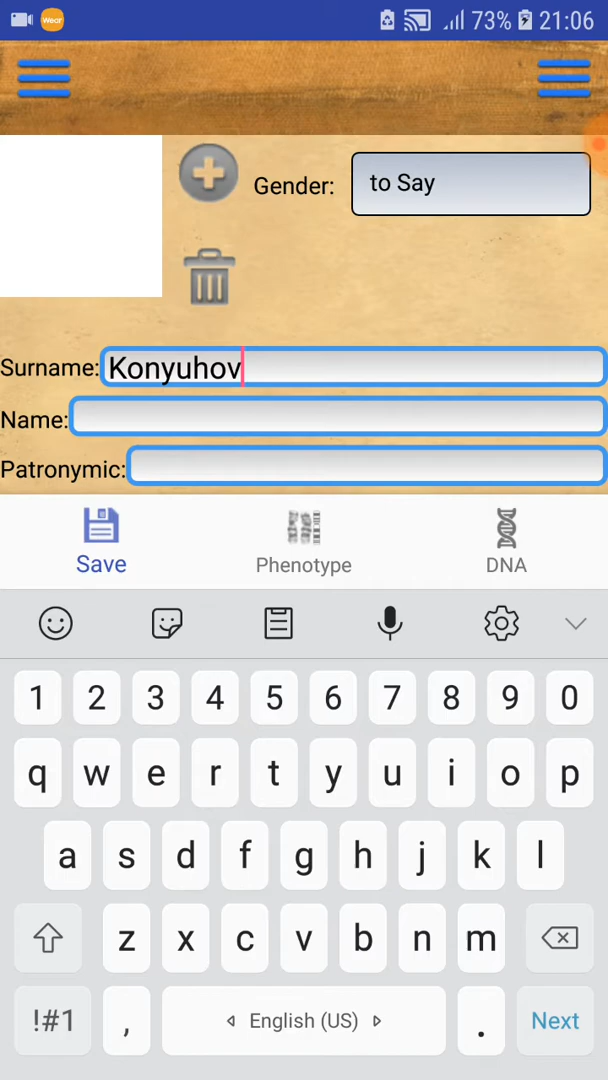 Wear 73% 21:06
Gender: to Say
Surname: Konyuhov
Name:
Patronymic:
Save Phenotype DNA
1 2 3 4 5 6 7 8 9 0
q w e r t y u i o p
a s d f g h j k l
z x c v b n m
!#1 , English (US) . Next